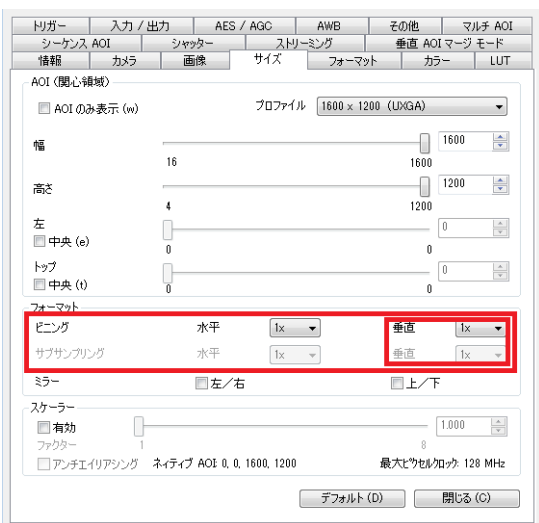 トリガー 入力 / 出力 AES / AGC AWB その他 マルチ AOI
シーケンス AOI シャッター ストリーミング 垂直 AOI マージ モード
情報 カメラ 画像 サイズ フォーマット カラー LUT
AOI (関心領域)
AOI のみ表示 (w) プロファイル 1600 x 1200 (UXGA)
幅 1600
16 1600
高さ 1200
4 1200
左 0
中央 (e) 0 0
トップ 0
中央 (t) 0 0
フォーマット
ビニング 水平 1x 垂直 1x
サブサンプリング 水平 1x 垂直 1x
ミラー 左/右 上/下
スケーラー
有効 1.000
ファクター 1 8
アンチエイリアシング ネイティブ AOI: 0, 0, 1600, 1200 最大ピクセルクロック: 128 MHz
デフォルト (D) 閉じる (C)